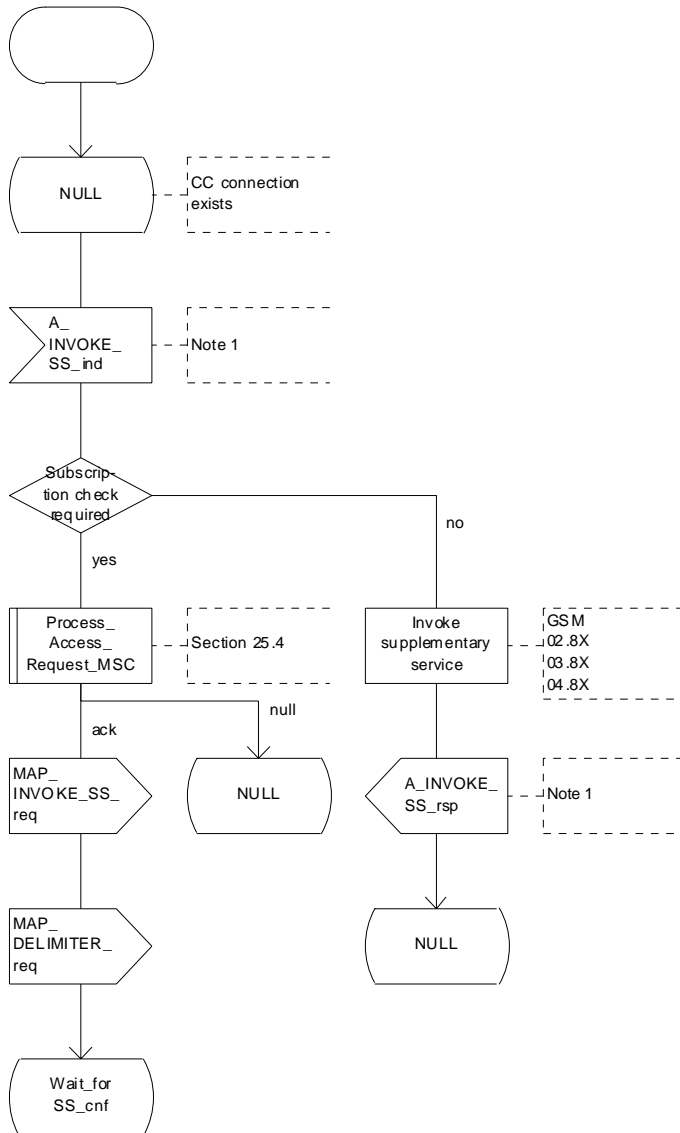 NULL
CC connection
exists
A_
INVOKE_
SS_ind
Note 1
Subscrip-
tion check
required
no
yes
Process_
Access_
Request_MSC
Section 25.4
Invoke
supplementary
service
GSM
02.8X
03.8X
04.8X
null
ack
MAP_
INVOKE_SS_
req
NULL
A_INVOKE_
SS_rsp
Note 1
MAP_
DELIMITER_
req
NULL
Wait_for
SS_cnf